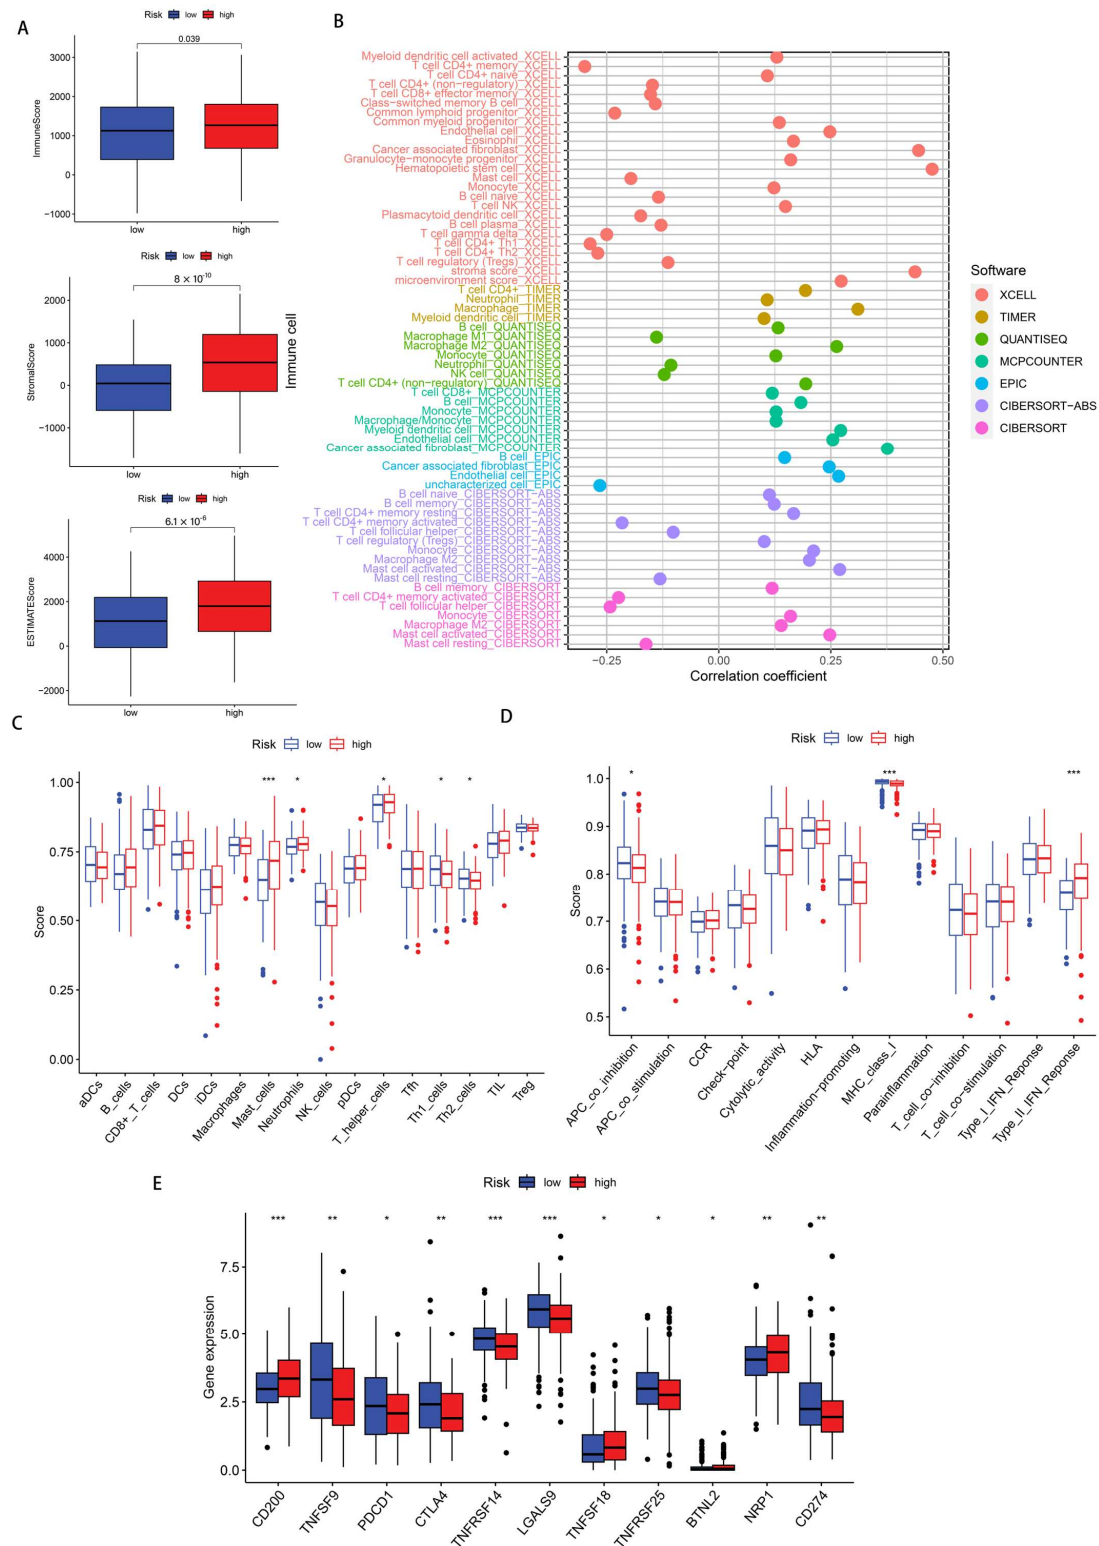 A
Risk low high
0.039
ImmuneScore
3000
2000
1000
0
−1000
low high
Risk low high
8 × 10⁻¹⁰
StromalScore
2000
1000
0
−1000
low high
Risk low high
6.1 × 10⁻⁶
ESTIMATEScore
4000
2000
0
−2000
low high
B
Immune cell
Myeloid dendritic cell activated_XCELL
T cell CD4+ memory_XCELL
T cell CD4+ naive_XCELL
T cell CD4+ (non−regulatory)_XCELL
T cell CD8+ effector memory_XCELL
Class−switched memory B cell_XCELL
Common lymphoid progenitor_XCELL
Common myeloid progenitor_XCELL
Endothelial cell_XCELL
Eosinophil_XCELL
Cancer associated fibroblast_XCELL
Granulocyte−monocyte progenitor_XCELL
Hematopoietic stem cell_XCELL
Mast cell_XCELL
Monocyte_XCELL
B cell naive_XCELL
T cell NK_XCELL
Plasmacytoid dendritic cell_XCELL
B cell plasma_XCELL
T cell gamma delta_XCELL
T cell CD4+ Th1_XCELL
T cell CD4+ Th2_XCELL
T cell regulatory (Tregs)_XCELL
stroma score_XCELL
microenvironment score_XCELL
T cell CD4+_TIMER
Neutrophil_TIMER
Macrophage_TIMER
Myeloid dendritic cell_TIMER
B cell_QUANTISEQ
Macrophage M1_QUANTISEQ
Macrophage M2_QUANTISEQ
Monocyte_QUANTISEQ
Neutrophil_QUANTISEQ
NK cell_QUANTISEQ
T cell CD4+ (non−regulatory)_QUANTISEQ
T cell CD8+_MCPCOUNTER
B cell_MCPCOUNTER
Monocyte_MCPCOUNTER
Macrophage/Monocyte_MCPCOUNTER
Myeloid dendritic cell_MCPCOUNTER
Endothelial cell_MCPCOUNTER
Cancer associated fibroblast_MCPCOUNTER
B cell_EPIC
Cancer associated fibroblast_EPIC
Endothelial cell_EPIC
uncharacterized cell_EPIC
B cell naive_CIBERSORT−ABS
B cell memory_CIBERSORT−ABS
T cell CD4+ memory resting_CIBERSORT−ABS
T cell CD4+ memory activated_CIBERSORT−ABS
T cell follicular helper_CIBERSORT−ABS
T cell regulatory (Tregs)_CIBERSORT−ABS
Monocyte_CIBERSORT−ABS
Macrophage M2_CIBERSORT−ABS
Mast cell activated_CIBERSORT−ABS
Mast cell resting_CIBERSORT−ABS
B cell memory_CIBERSORT
T cell CD4+ memory activated_CIBERSORT
T cell follicular helper_CIBERSORT
Monocyte_CIBERSORT
Macrophage M2_CIBERSORT
Mast cell activated_CIBERSORT
Mast cell resting_CIBERSORT
−0.25 0.00 0.25 0.50
Correlation coefficient
Software
XCELL
TIMER
QUANTISEQ
MCPCOUNTER
EPIC
CIBERSORT−ABS
CIBERSORT
C
Risk low high
*** * * * *
Score
1.00
0.75
0.50
0.25
0.00
aDCs
B_cells
CD8+_T_cells
DCs
iDCs
Macrophages
Mast_cells
Neutrophils
NK_cells
pDCs
T_helper_cells
Tfh
Th1_cells
Th2_cells
TIL
Treg
D
Risk low high
* *** ***
Score
1.0
0.9
0.8
0.7
0.6
0.5
APC_co_inhibition
APC_co_stimulation
CCR
Check−point
Cytolytic_activity
HLA
Inflammation−promoting
MHC_class_I
Parainflammation
T_cell_co−inhibition
T_cell_co−stimulation
Type_I_IFN_Reponse
Type_II_IFN_Reponse
E
Risk low high
*** ** * ** *** *** * * * ** **
Gene expression
7.5
5.0
2.5
0.0
CD200
TNFSF9
PDCD1
CTLA4
TNFRSF14
LGALS9
TNFSF18
TNFRSF25
BTNL2
NRP1
CD274